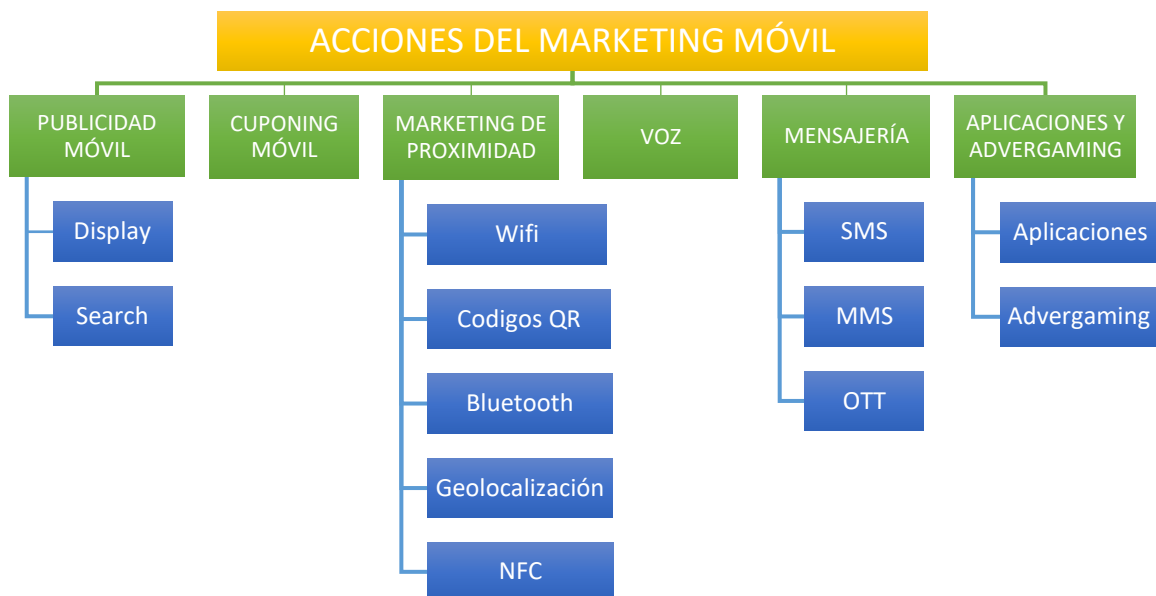 ACCIONES DEL MARKETING MÓVIL
PUBLICIDAD
MÓVIL
Display
Search
CUPONING
MÓVIL
MARKETING DE
PROXIMIDAD
Wifi
Codigos QR
Bluetooth
Geolocalización
NFC
VOZ
MENSAJERÍA
SMS
MMS
OTT
APLICACIONES Y
ADVERGAMING
Aplicaciones
Advergaming